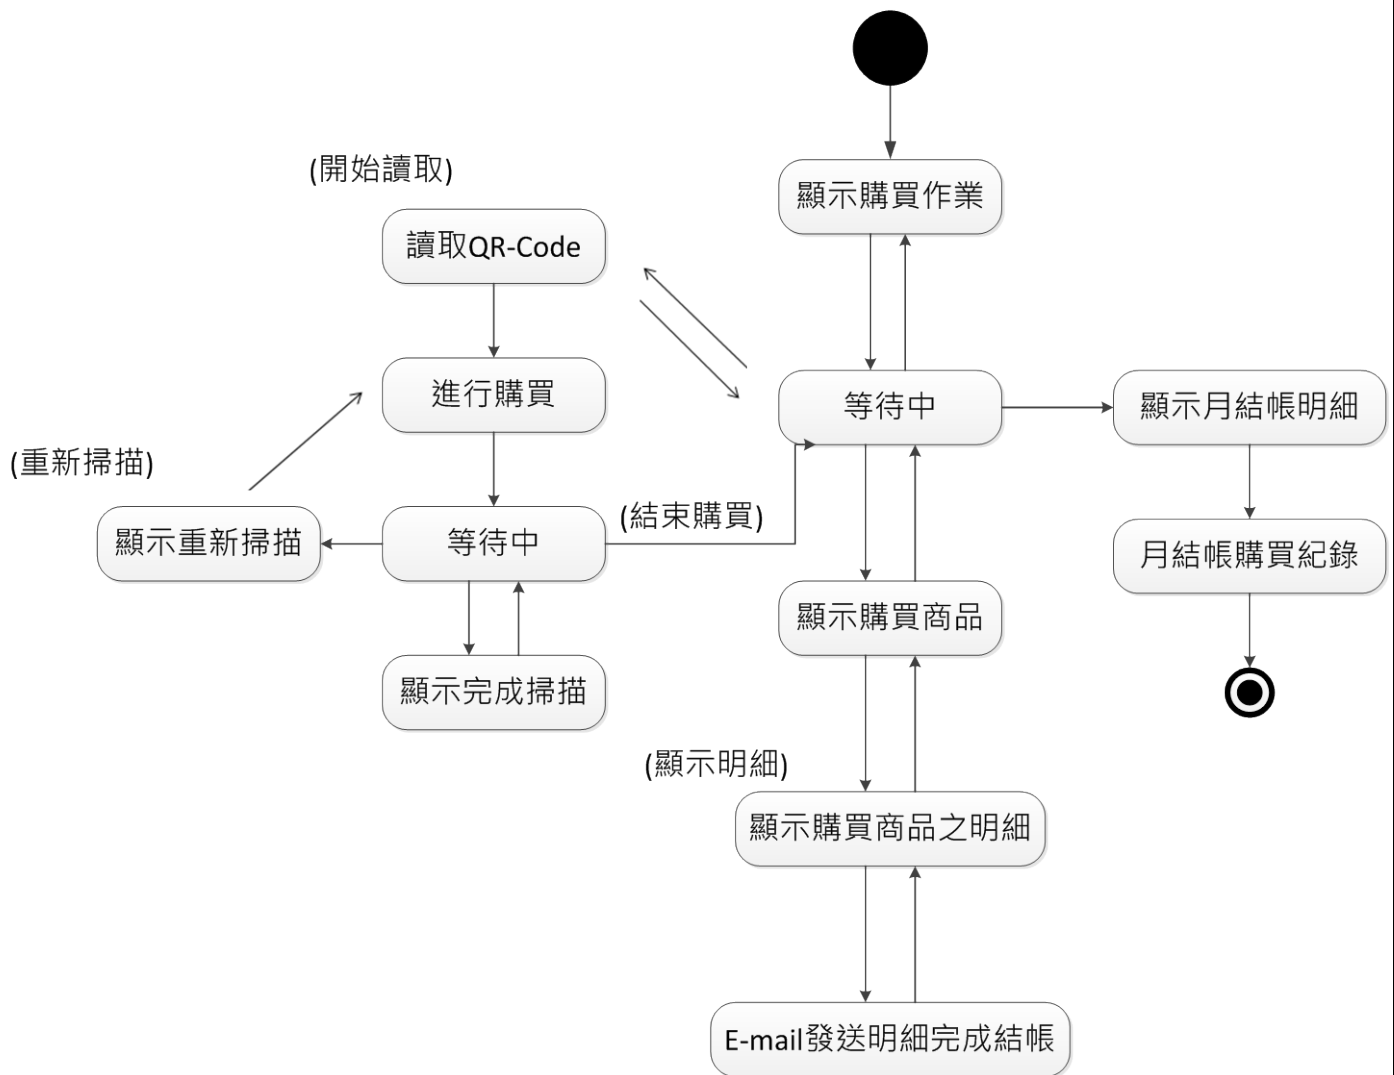 (開始讀取)
顯示購買作業
讀取QR-Code
進行購買
等待中
顯示月結帳明細
(重新掃描)
(結束購買)
顯示重新掃描
等待中
月結帳購買紀錄
顯示購買商品
顯示完成掃描
(顯示明細)
顯示購買商品之明細
E-mail發送明細完成結帳